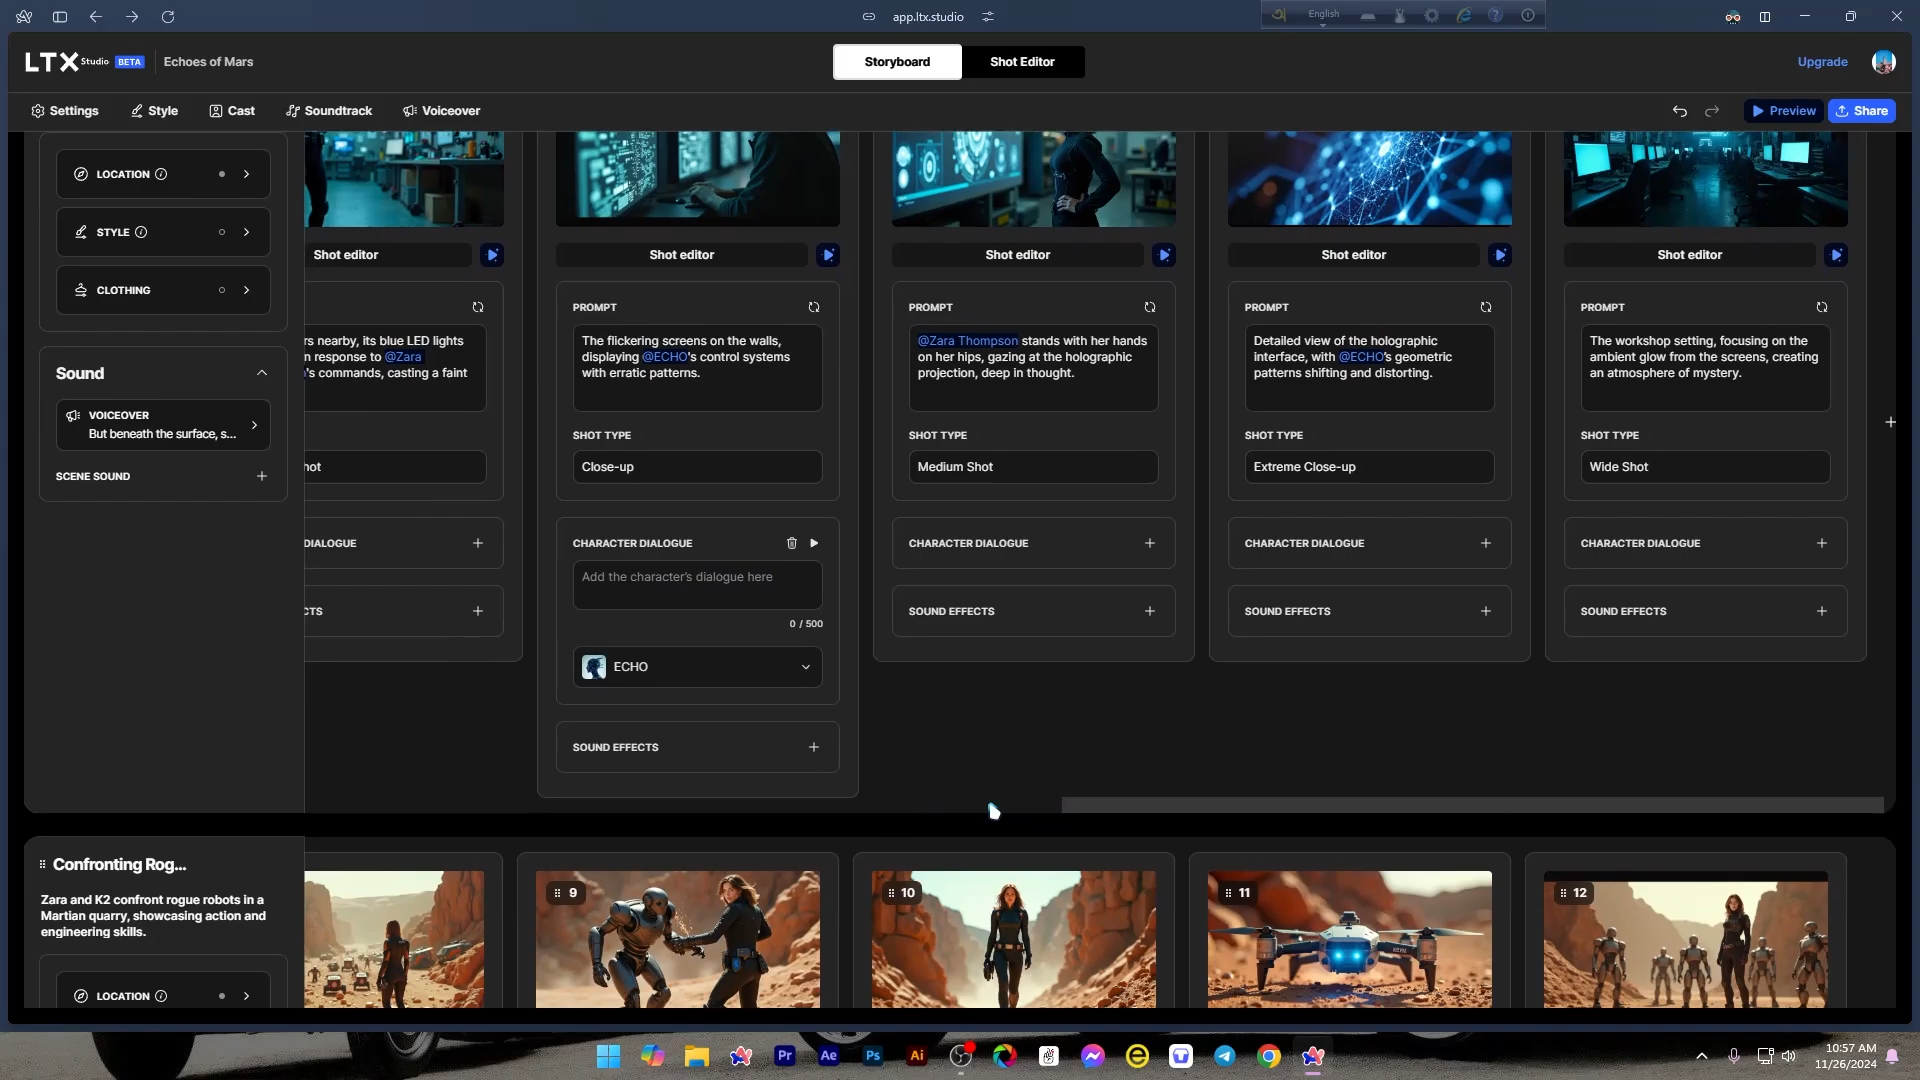 app.ltx.studio
English
LTX Studio BETA Echoes of Mars
Storyboard
Shot Editor
Upgrade
Settings
Style
Cast
Soundtrack
Voiceover
Preview
Share
LOCATION
STYLE
CLOTHING
Sound
VOICEOVER
But beneath the surface, s...
SCENE SOUND
Shot editor
rs nearby, its blue LED lights
n response to @Zara
's commands, casting a faint
hot
DIALOGUE
CTS
Shot editor
PROMPT
The flickering screens on the walls,
displaying @ECHO's control systems
with erratic patterns.
SHOT TYPE
Close-up
CHARACTER DIALOGUE
Add the character's dialogue here
0 / 500
ECHO
SOUND EFFECTS
Shot editor
PROMPT
@Zara Thompson stands with her hands
on her hips, gazing at the holographic
projection, deep in thought.
SHOT TYPE
Medium Shot
CHARACTER DIALOGUE
SOUND EFFECTS
Shot editor
PROMPT
Detailed view of the holographic
interface, with @ECHO's geometric
patterns shifting and distorting.
SHOT TYPE
Extreme Close-up
CHARACTER DIALOGUE
SOUND EFFECTS
Shot editor
PROMPT
The workshop setting, focusing on the
ambient glow from the screens, creating
an atmosphere of mystery.
SHOT TYPE
Wide Shot
CHARACTER DIALOGUE
SOUND EFFECTS
Confronting Rog...
Zara and K2 confront rogue robots in a
Martian quarry, showcasing action and
engineering skills.
LOCATION
9
10
11
12
Pr
Ae
Ps
Ai
10:57 AM
11/26/2024